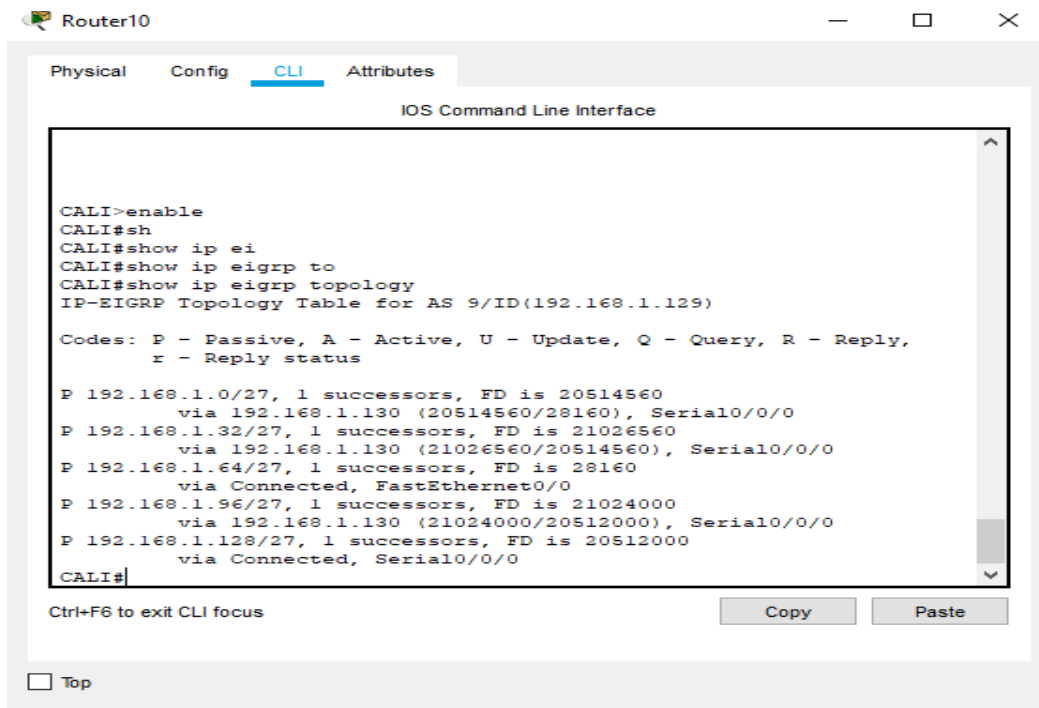 Router10
Physical Config CLI Attributes
IOS Command Line Interface
CALI>enable
CALI#sh
CALI#show ip ei
CALI#show ip eigrp to
CALI#show ip eigrp topology
IP-EIGRP Topology Table for AS 9/ID(192.168.1.129)
Codes: P - Passive, A - Active, U - Update, Q - Query, R - Reply,
r - Reply status
P 192.168.1.0/27, 1 successors, FD is 20514560
via 192.168.1.130 (20514560/28160), Serial0/0/0
P 192.168.1.32/27, 1 successors, FD is 21026560
via 192.168.1.130 (21026560/20514560), Serial0/0/0
P 192.168.1.64/27, 1 successors, FD is 28160
via Connected, FastEthernet0/0
P 192.168.1.96/27, 1 successors, FD is 21024000
via 192.168.1.130 (21024000/20512000), Serial0/0/0
P 192.168.1.128/27, 1 successors, FD is 20512000
via Connected, Serial0/0/0
CALI#
Ctrl+F6 to exit CLI focus
Copy Paste
Top